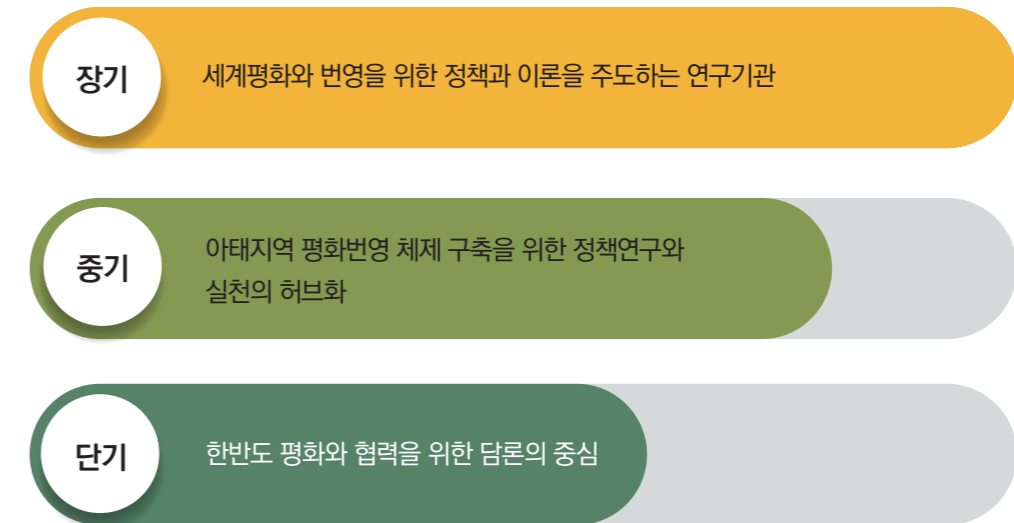 장기
세계평화와 번영을 위한 정책과 이론을 주도하는 연구기관
중기
아태지역 평화번영 체제 구축을 위한 정책연구와
실천의 허브화
단기
한반도 평화와 협력을 위한 담론의 중심